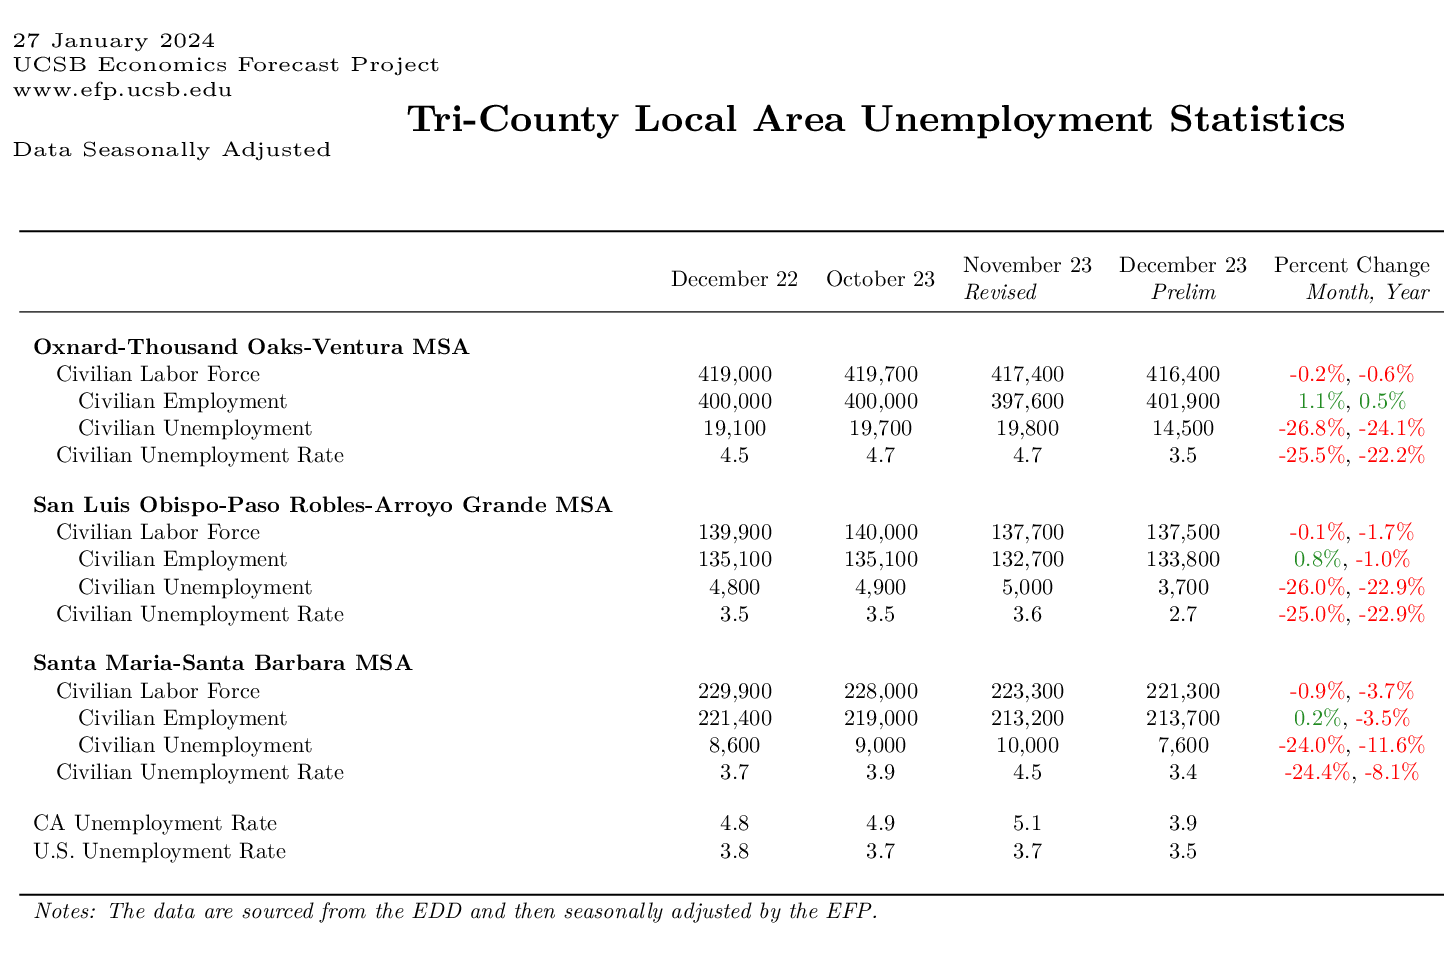 27 January 2024
UCSB Economics Forecast Project
www.efp.ucsb.edu
Tri-County Local Area Unemployment Statistics
Data Seasonally Adjusted
December 22 October 23 November 23 December 23 Percent Change
Revised Prelim Month, Year
Oxnard-Thousand Oaks-Ventura MSA
Civilian Labor Force 419,000 419,700 417,400 416,400 -0.2%, -0.6%
Civilian Employment 400,000 400,000 397,600 401,900 1.1%, 0.5%
Civilian Unemployment 19,100 19,700 19,800 14,500 -26.8%, -24.1%
Civilian Unemployment Rate 4.5 4.7 4.7 3.5 -25.5%, -22.2%
San Luis Obispo-Paso Robles-Arroyo Grande MSA
Civilian Labor Force 139,900 140,000 137,700 137,500 -0.1%, -1.7%
Civilian Employment 135,100 135,100 132,700 133,800 0.8%, -1.0%
Civilian Unemployment 4,800 4,900 5,000 3,700 -26.0%, -22.9%
Civilian Unemployment Rate 3.5 3.5 3.6 2.7 -25.0%, -22.9%
Santa Maria-Santa Barbara MSA
Civilian Labor Force 229,900 228,000 223,300 221,300 -0.9%, -3.7%
Civilian Employment 221,400 219,000 213,200 213,700 0.2%, -3.5%
Civilian Unemployment 8,600 9,000 10,000 7,600 -24.0%, -11.6%
Civilian Unemployment Rate 3.7 3.9 4.5 3.4 -24.4%, -8.1%
CA Unemployment Rate 4.8 4.9 5.1 3.9
U.S. Unemployment Rate 3.8 3.7 3.7 3.5
Notes: The data are sourced from the EDD and then seasonally adjusted by the EFP.